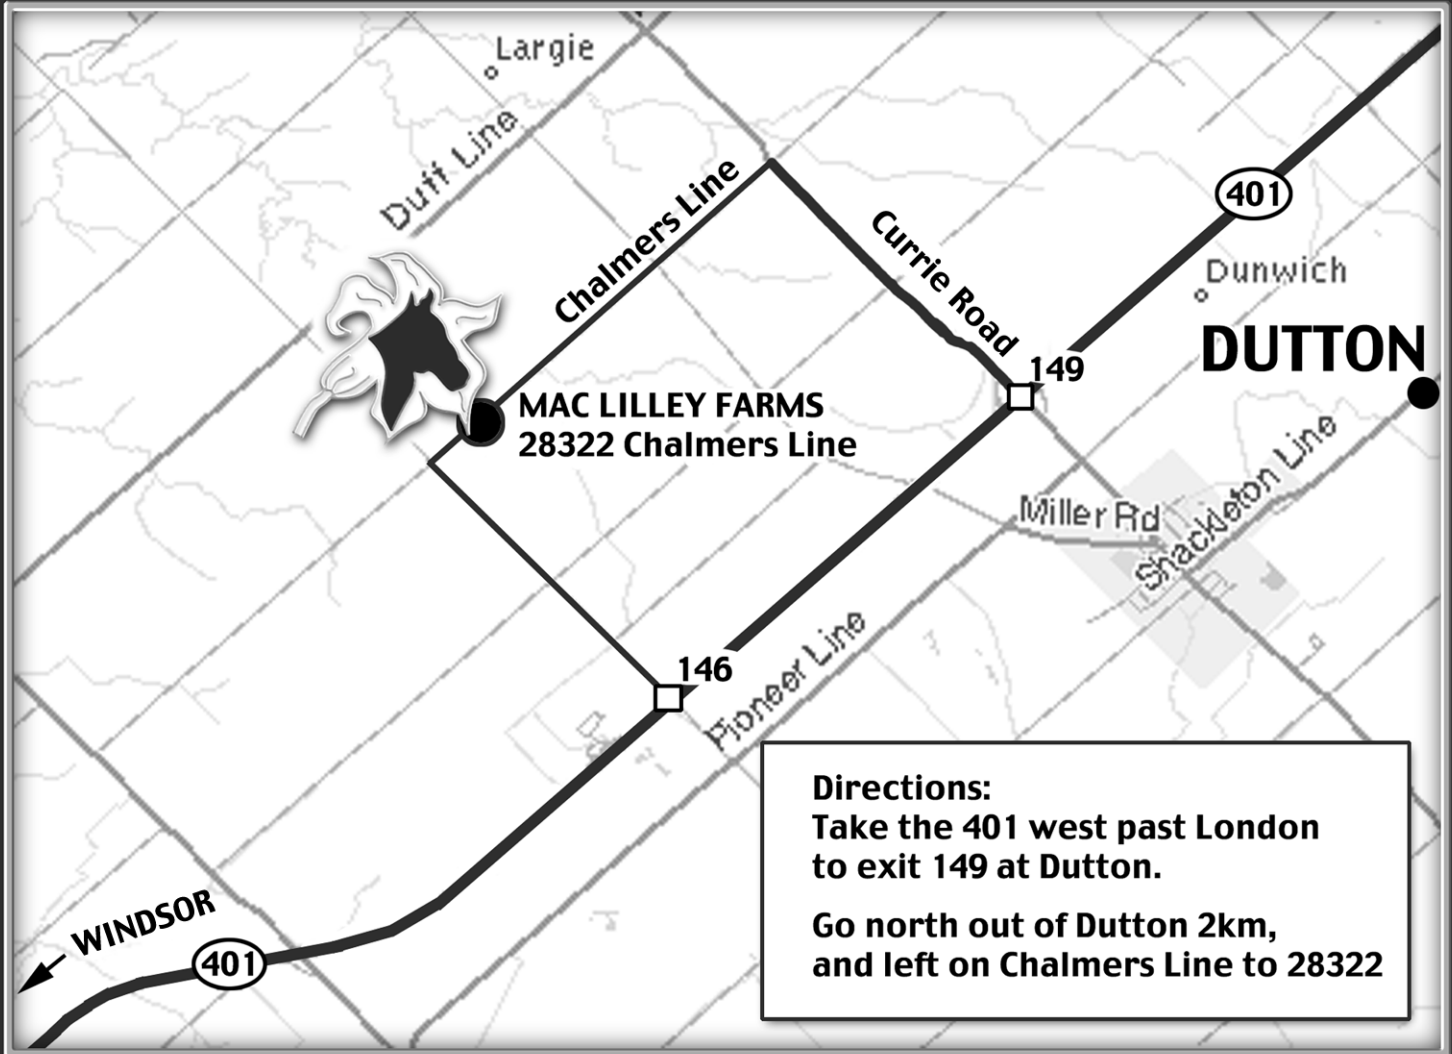 Largie
Duff Line
Chalmers Line
Currie Road
401
Dunwich
DUTTON
149
MAC LILLEY FARMS
28322 Chalmers Line
Miller Rd
Shackleton Line
146
Pioneer Line
WINDSOR
401
Directions:
Take the 401 west past London
to exit 149 at Dutton.
Go north out of Dutton 2km,
and left on Chalmers Line to 28322